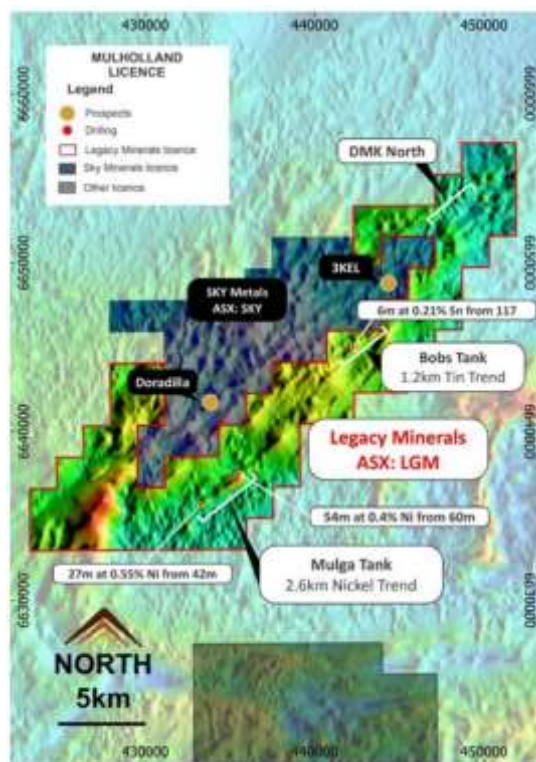 430000
440000
450000
MULHOLLAND
LICENCE
Legend
Prospects
Drilling
Legacy Minerals licence
Sky Minerals licence
Other licence
6660000
6660000
DMK North
6650000
6650000
3KEL
SKY Metals
ASX: SKY
6m at 0.21% Sn from 117
Bobs Tank
1.2km Tin Trend
Doradilla
6640000
6640000
Legacy Minerals
ASX: LGM
54m at 0.4% Ni from 60m
27m at 0.55% Ni from 42m
Mulga Tank
2.6km Nickel Trend
6630000
6630000
NORTH
5km
430000
440000
450000